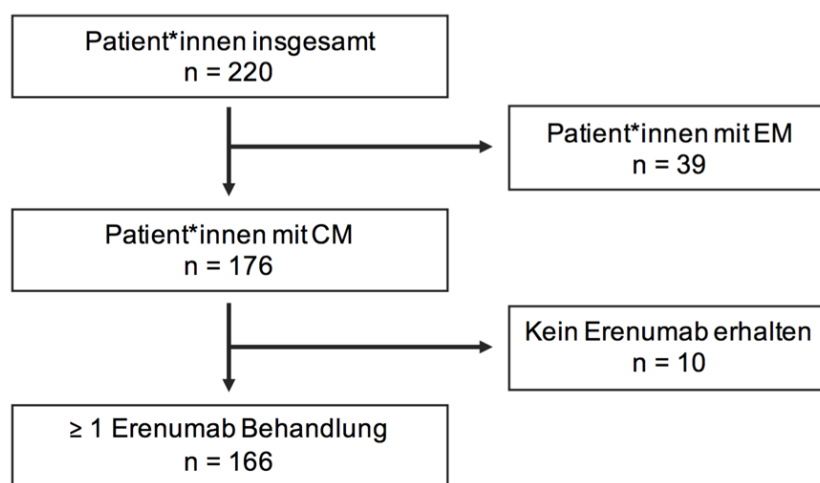 Patient*innen insgesamt
n = 220
Patient*innen mit EM
n = 39
Patient*innen mit CM
n = 176
Kein Erenumab erhalten
n = 10
≥ 1 Erenumab Behandlung
n = 166